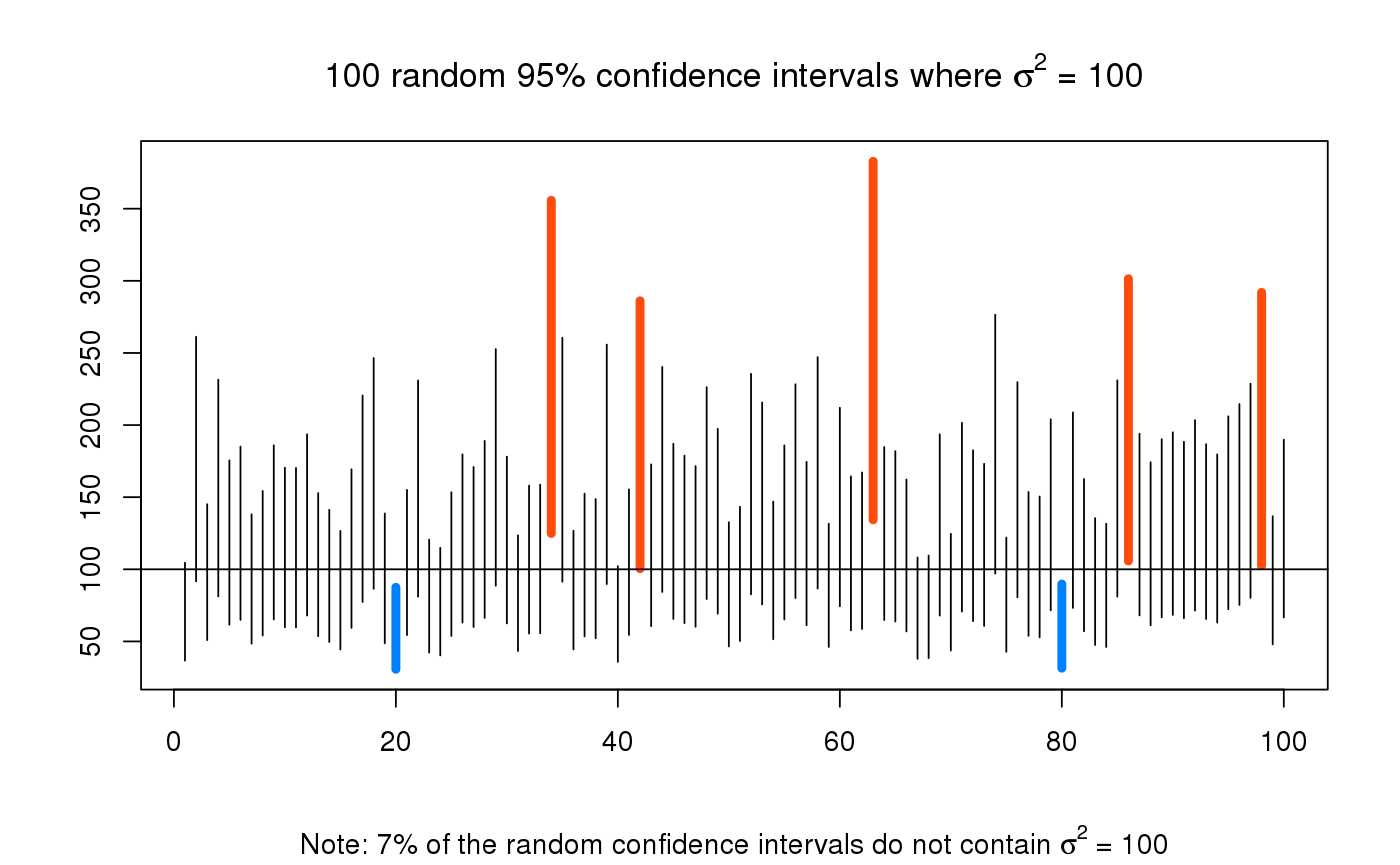 100 random 95% confidence intervals where σ² = 100
350
300
250
200
150
100
50
0 20 40 60 80 100
Note: 7% of the random confidence intervals do not contain σ² = 100